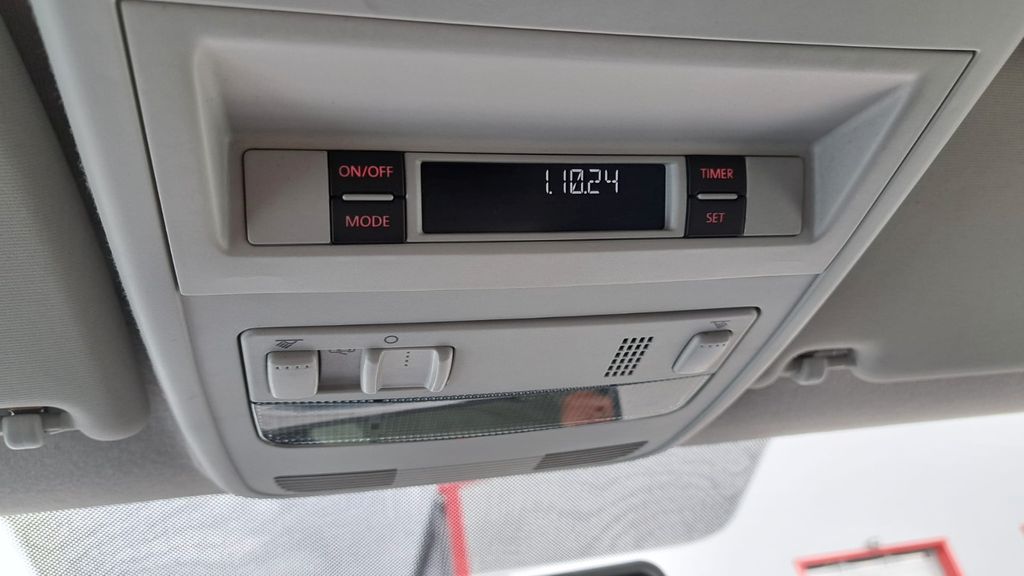 ON/OFF
1.10.24
TIMER
MODE
SET